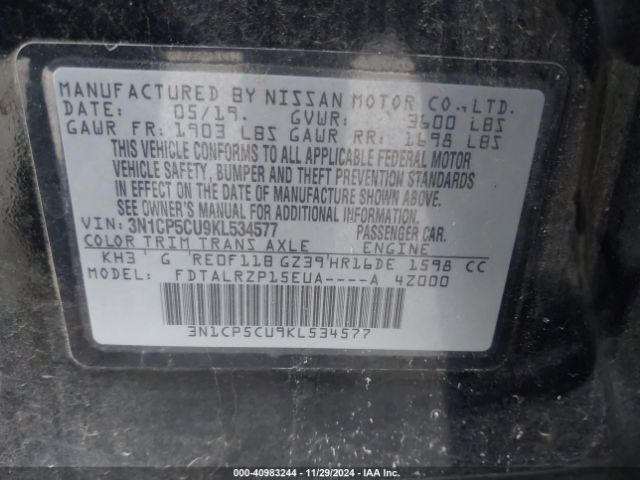 MANUFACTURED BY NISSAN MOTOR CO.,LTD.
DATE: 05/19. GVWR: 3600 LBS
GAWR FR: 1903 LBS GAWR RR: 1698 LBS
THIS VEHICLE CONFORMS TO ALL APPLICABLE FEDERAL MOTOR
VEHICLE SAFETY, BUMPER AND THEFT PREVENTION STANDARDS
IN EFFECT ON THE DATE OF MANUFACTURE SHOWN ABOVE.
SEE OWNER'S MANUAL FOR ADDITIONAL INFORMATION.
VIN: 3N1CP5CU9KL534577 PASSENGER CAR.
COLOR TRIM TRANS AXLE ENGINE
KH3 G RE0F11B GZ39 HR16DE 1598 CC
MODEL: FDTALRZP15EUA----A 4Z000
3N1CP5CU9KL534577
000-40983244 | 11/29/2024 | IAA Inc.